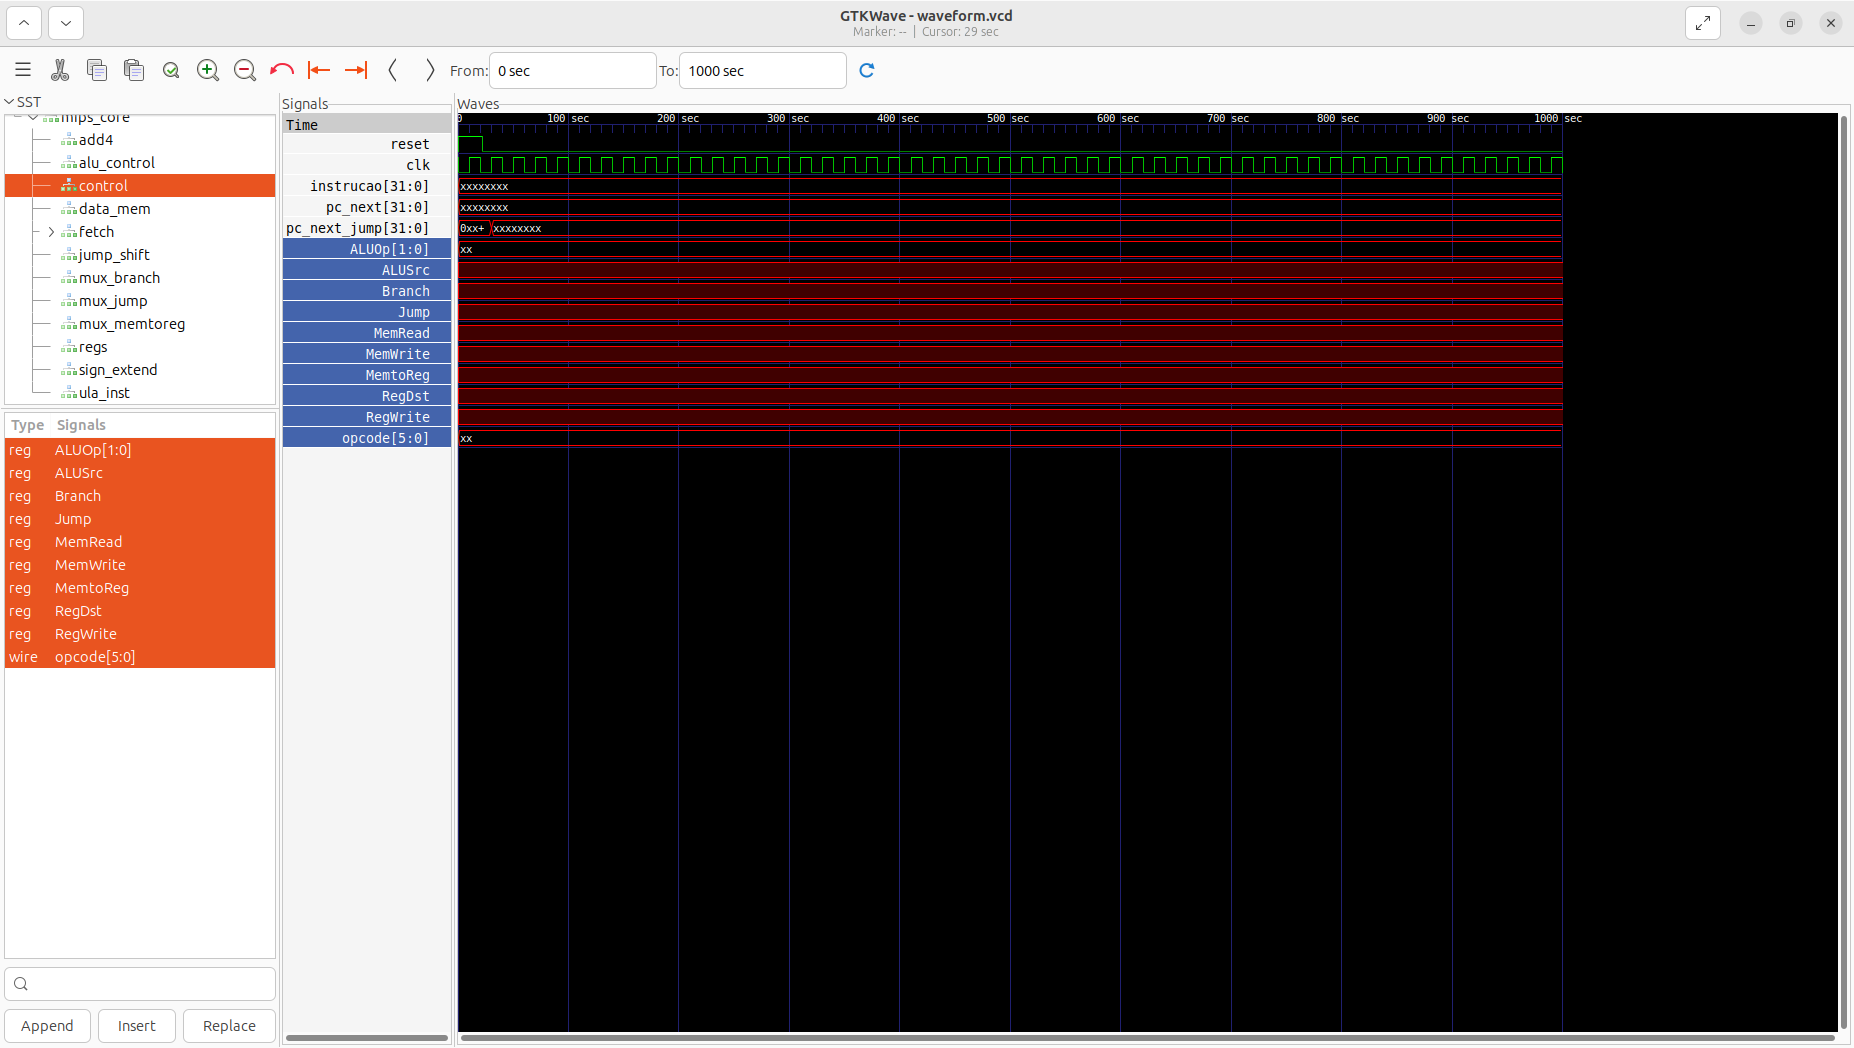 GTKWave - waveform.vcd
Marker: -- | Cursor: 29 sec
From: 0 sec To: 1000 sec
SST
mips_core
add4
alu_control
control
data_mem
fetch
jump_shift
mux_branch
mux_jump
mux_memtoreg
regs
sign_extend
ula_inst
Type Signals
reg ALUOp[1:0]
reg ALUSrc
reg Branch
reg Jump
reg MemRead
reg MemWrite
reg MemtoReg
reg RegDst
reg RegWrite
wire opcode[5:0]
Append Insert Replace
Signals
Time
reset
clk
instrucao[31:0]
pc_next[31:0]
pc_next_jump[31:0]
ALUOp[1:0]
ALUSrc
Branch
Jump
MemRead
MemWrite
MemtoReg
RegDst
RegWrite
opcode[5:0]
Waves
0 100 sec 200 sec 300 sec 400 sec 500 sec 600 sec 700 sec 800 sec 900 sec 1000 sec
xxxxxxxx
xxxxxxxx
0xx+ xxxxxxxx
xx
xx